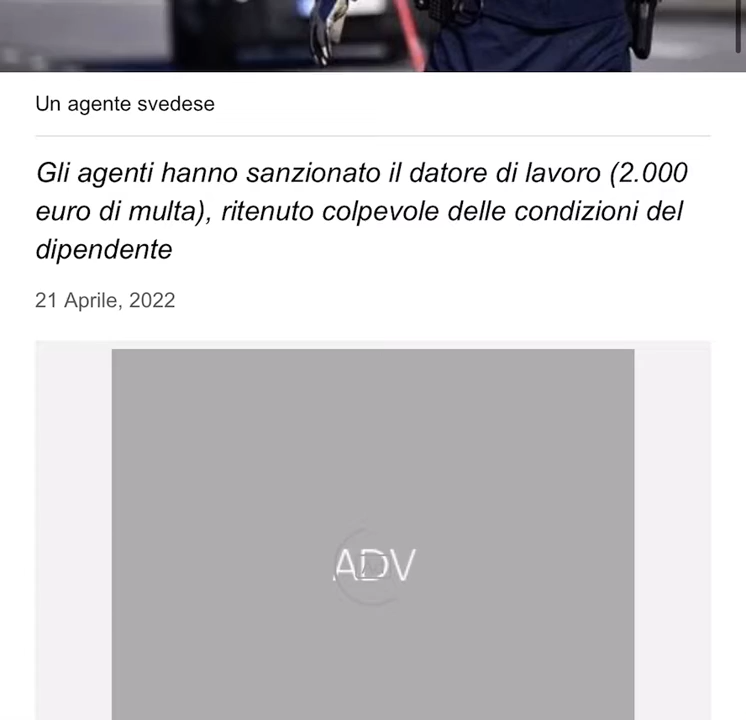 Un agente svedese
Gli agenti hanno sanzionato il datore di lavoro (2.000
euro di multa), ritenuto colpevole delle condizioni del
dipendente
21 Aprile, 2022
ADV